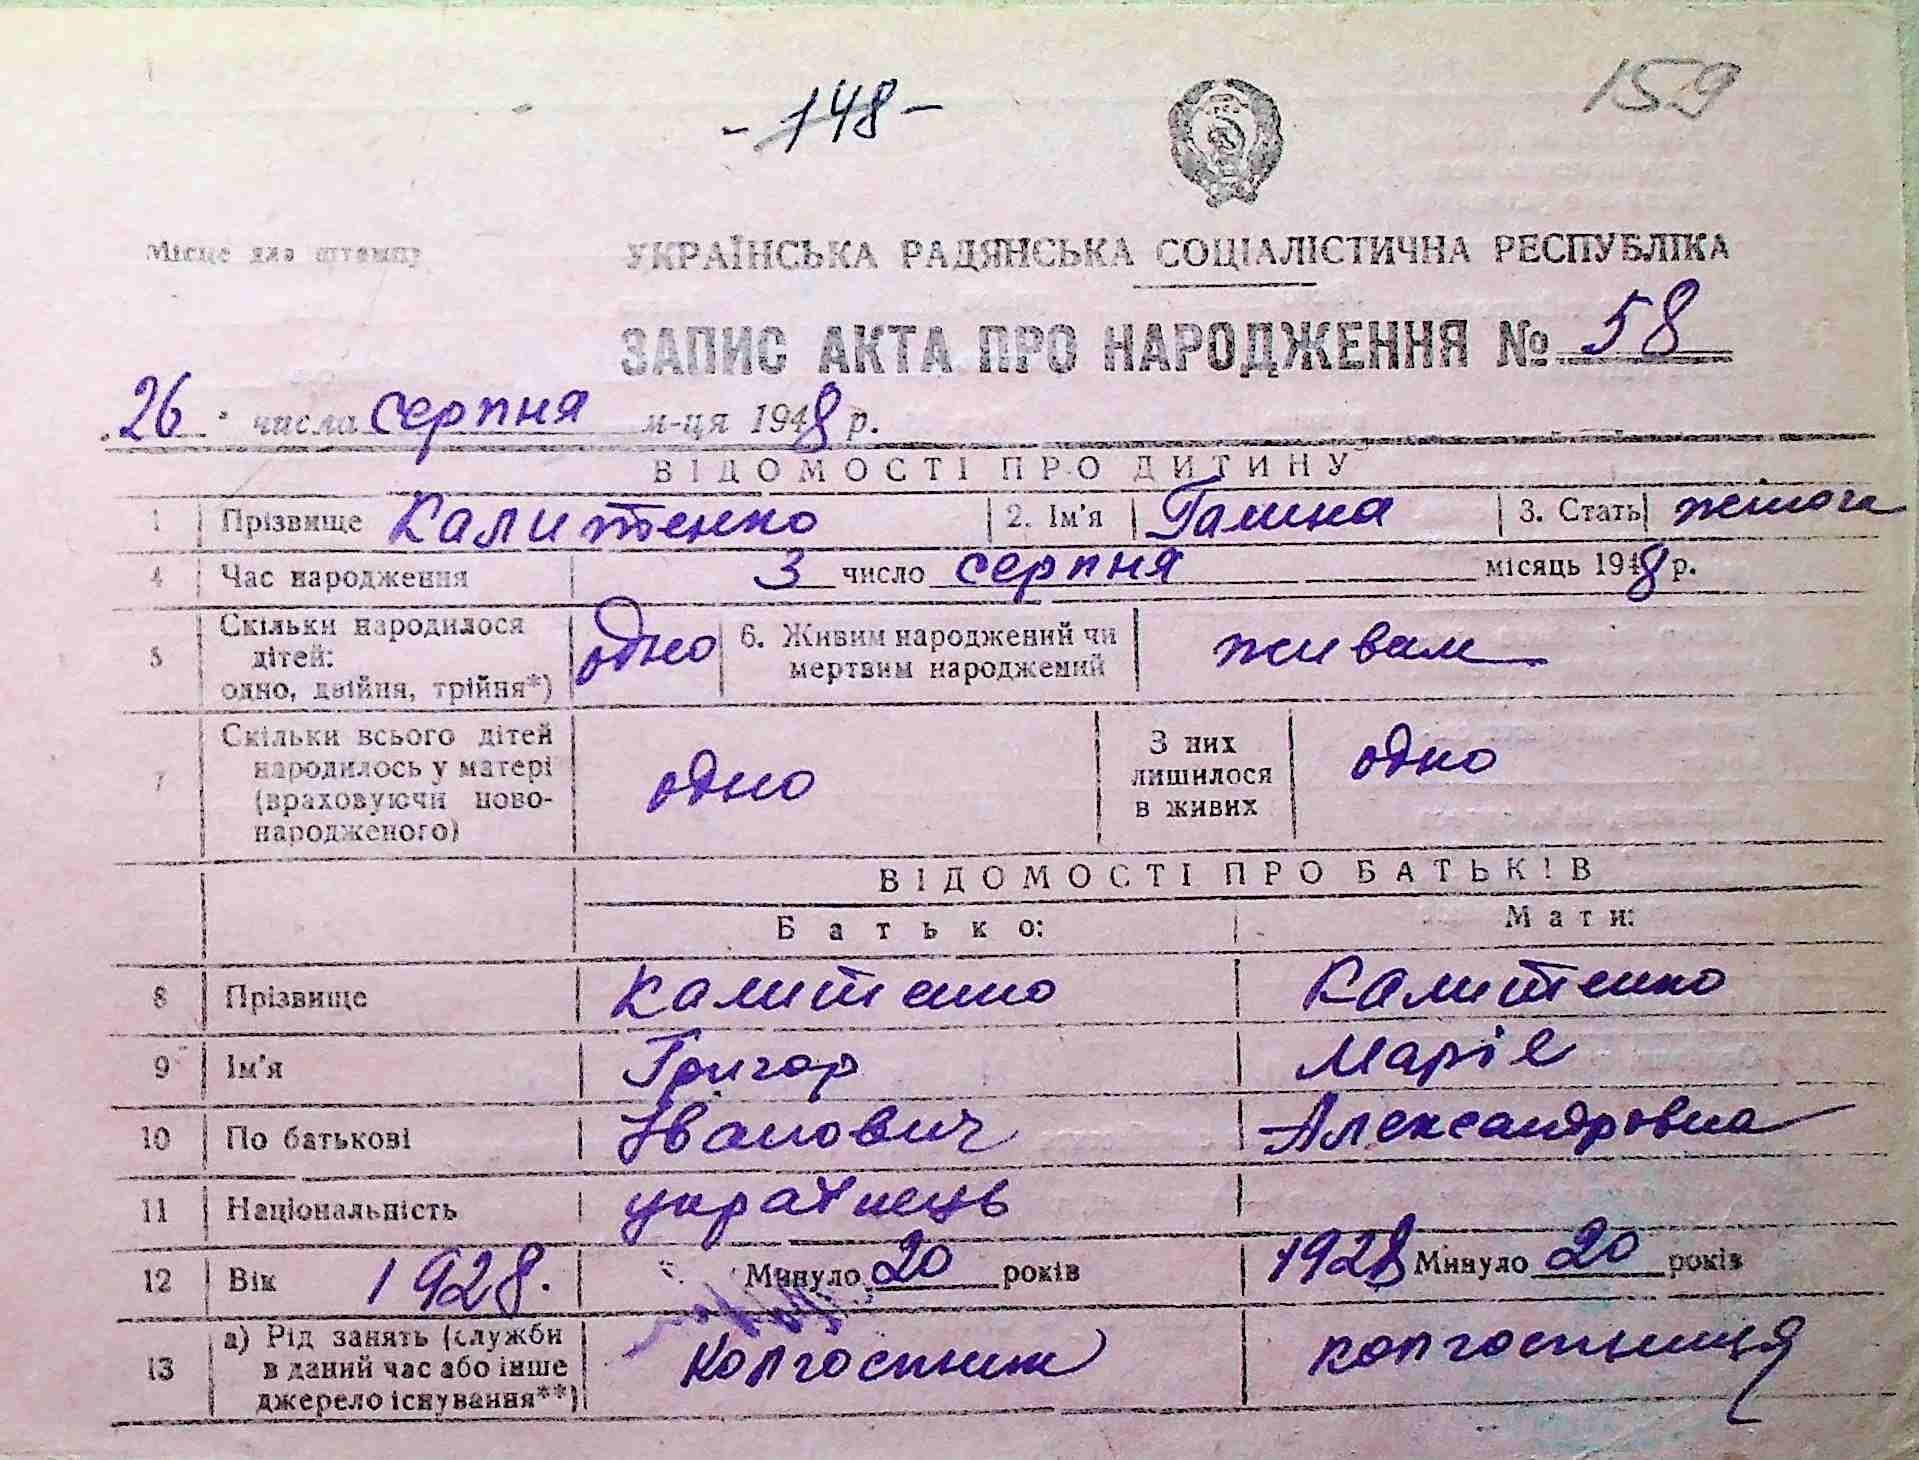 - 148 -
159
Місце для штампу
УКРАЇНСЬКА РАДЯНСЬКА СОЦІАЛІСТИЧНА РЕСПУБЛІКА
ЗАПИС АКТА ПРО НАРОДЖЕННЯ № 58
26 числа серпня м-ця 1948 р.
ВІДОМОСТІ ПРО ДИТИНУ
1 Прізвище Калитенко 2. Ім'я Галина 3. Стать жіноча
4 Час народження 3 число серпня місяць 1948 р.
5 Скільки народилося дітей: одно, двійня, трійня*) одно 6. Живим народжений чи мертвим народжений живим
7 Скільки всього дітей народилось у матері (враховуючи ново-народженого) одно З них лишилося в живих одно
ВІДОМОСТІ ПРО БАТЬКІВ
Батько: Мати:
8 Прізвище Калитенко Калитенко
9 Ім'я Григор Марія
10 По батькові Іванович Александровна
11 Національність українець
12 Вік 1928. Минуло 20 років 1928 Минуло 20 років
13 а) Рід занять (служби в даний час або інше джерело існування**) колгоспник колгоспниця